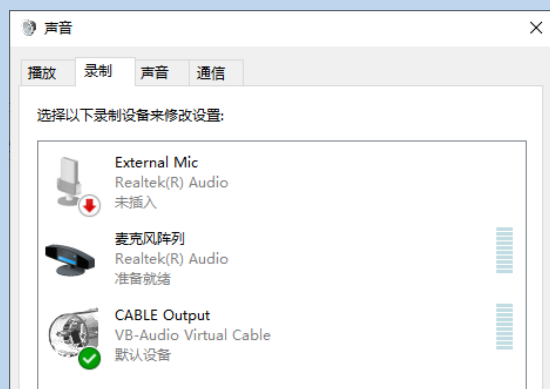 声音
播放 录制 声音 通信
选择以下录制设备来修改设置:
External Mic
Realtek(R) Audio
未插入
麦克风阵列
Realtek(R) Audio
准备就绪
CABLE Output
VB-Audio Virtual Cable
默认设备